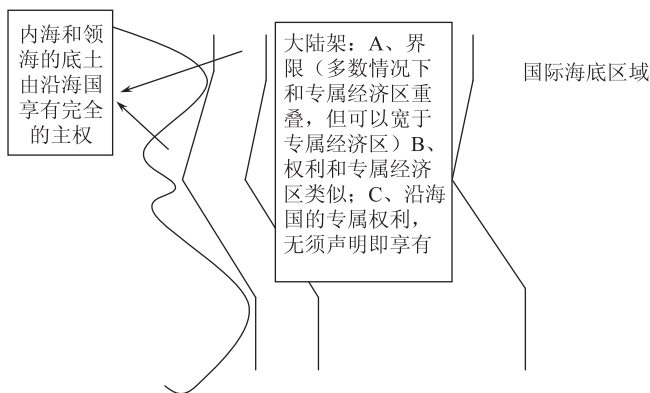 内海和领
海的底土
由沿海国
享有完全
的主权
大陆架：A、界
限（多数情况下
和专属经济区重
叠，但可以宽于
专属经济区）B、
权利和专属经济
区类似；C、沿海
国的专属权利，
无须声明即享有
国际海底区域